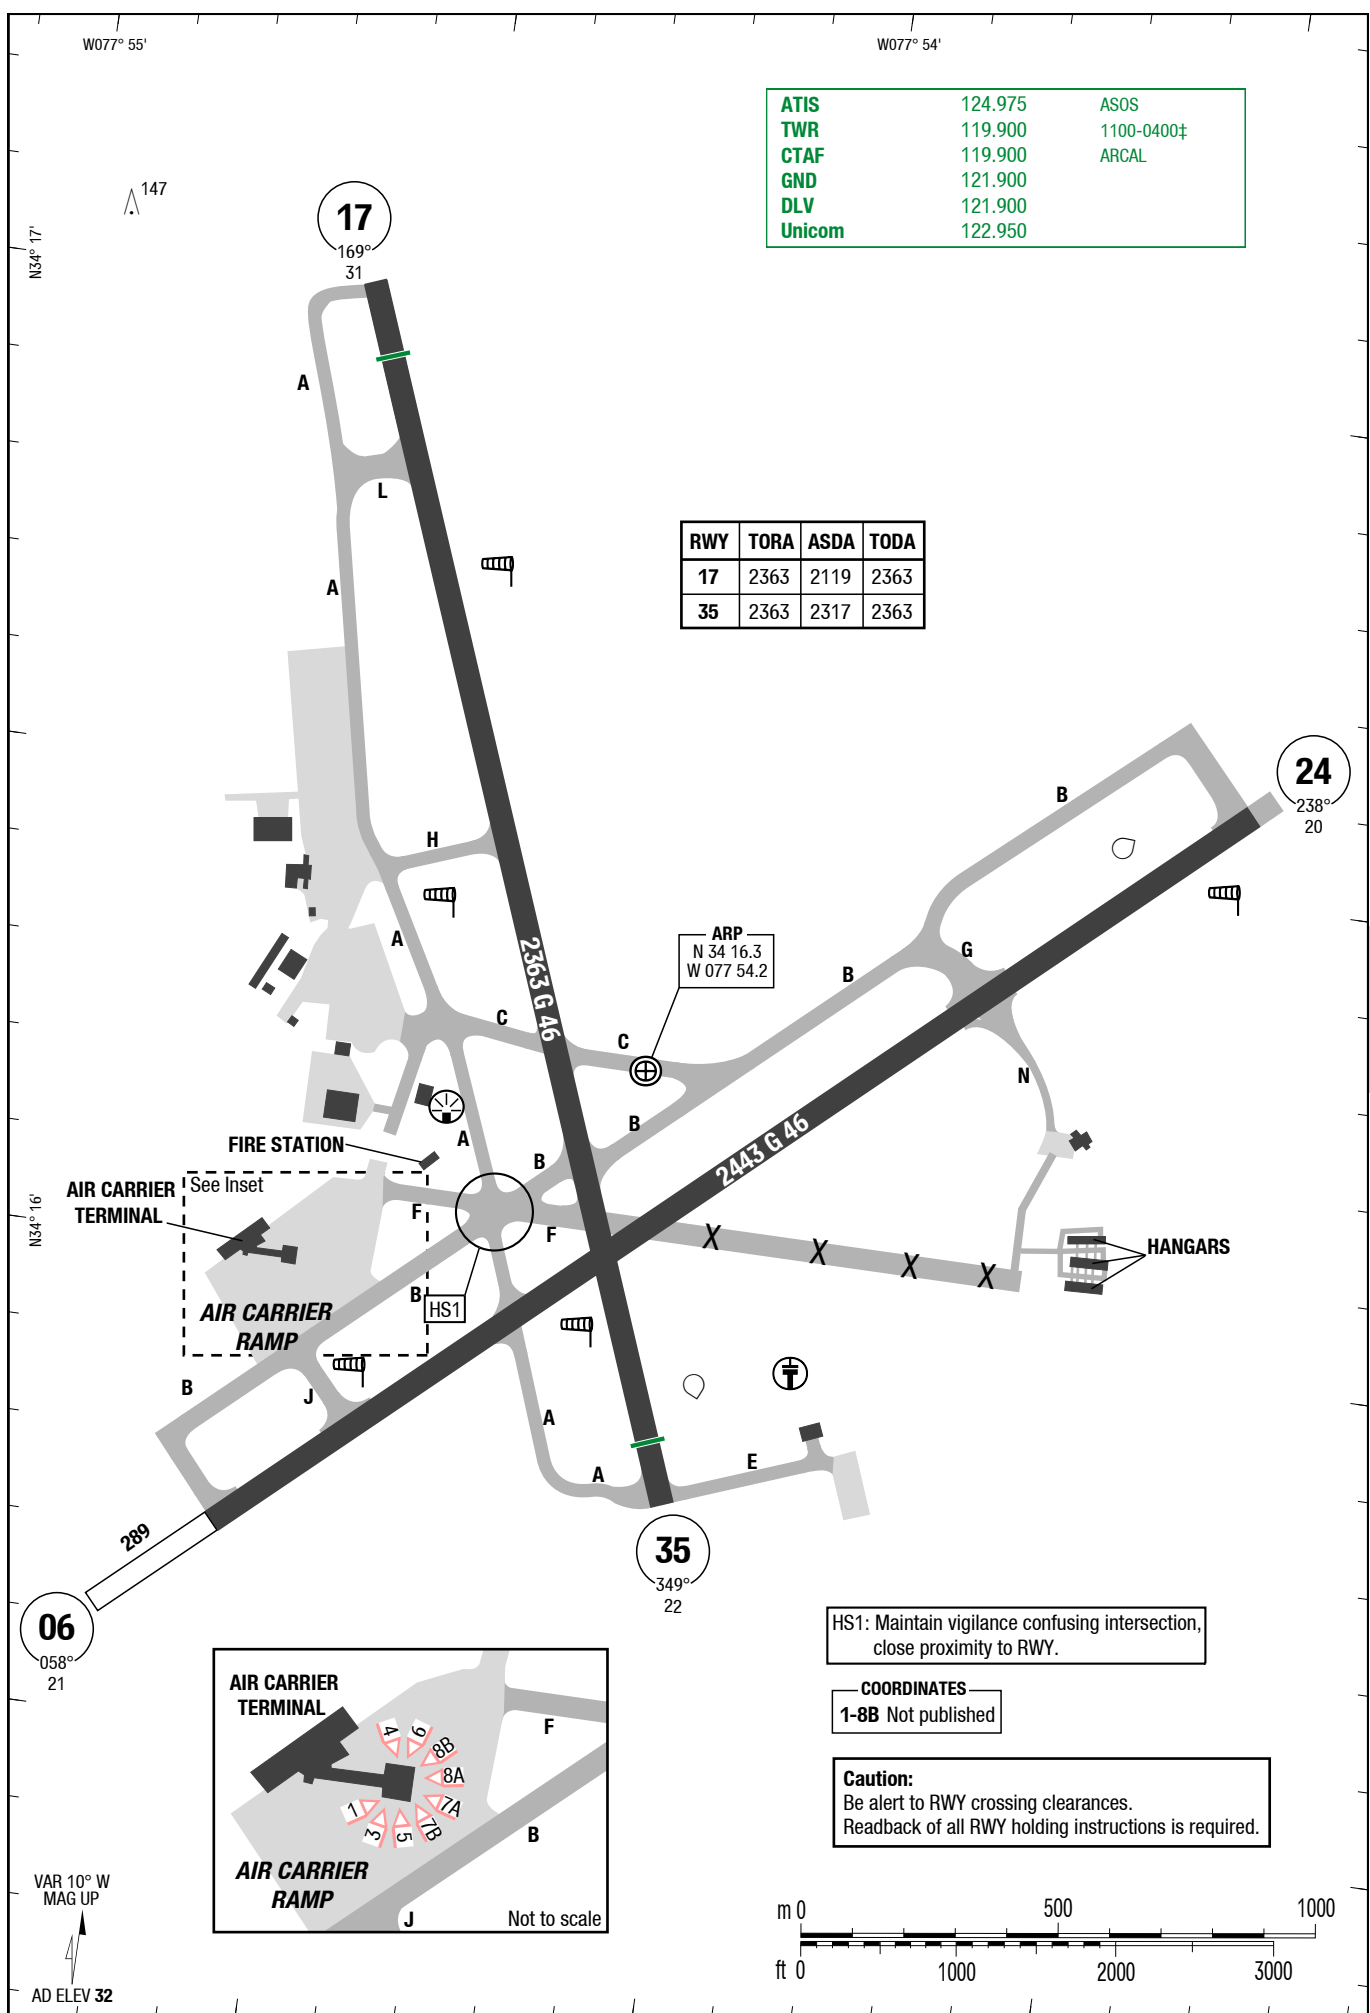 W077° 55'
W077° 54'
ATIS 124.975 ASOS
TWR 119.900 1100-0400‡
CTAF 119.900 ARCAL
GND 121.900
DLV 121.900
Unicom 122.950
147
N34° 17'
17
169°
31
A
L
A
RWY TORA ASDA TODA
17 2363 2119 2363
35 2363 2317 2363
24
238°
20
B
H
A
2363 G 46
ARP
N 34 16.3
W 077 54.2
B
G
C
C
N
A
B
B
2443 G 46
FIRE STATION
See Inset
AIR CARRIER
TERMINAL
N34° 16'
F
F
X X X X
HANGARS
B
HS1
AIR CARRIER
RAMP
B
J
A
A
E
289
35
349°
22
06
058°
21
HS1: Maintain vigilance confusing intersection,
close proximity to RWY.
COORDINATES
1-8B Not published
AIR CARRIER
TERMINAL
4
6
8B
8A
7A
7B
5
3
1
F
B
AIR CARRIER
RAMP
J
Not to scale
Caution:
Be alert to RWY crossing clearances.
Readback of all RWY holding instructions is required.
VAR 10° W
MAG UP
AD ELEV 32
m 0 500 1000
ft 0 1000 2000 3000